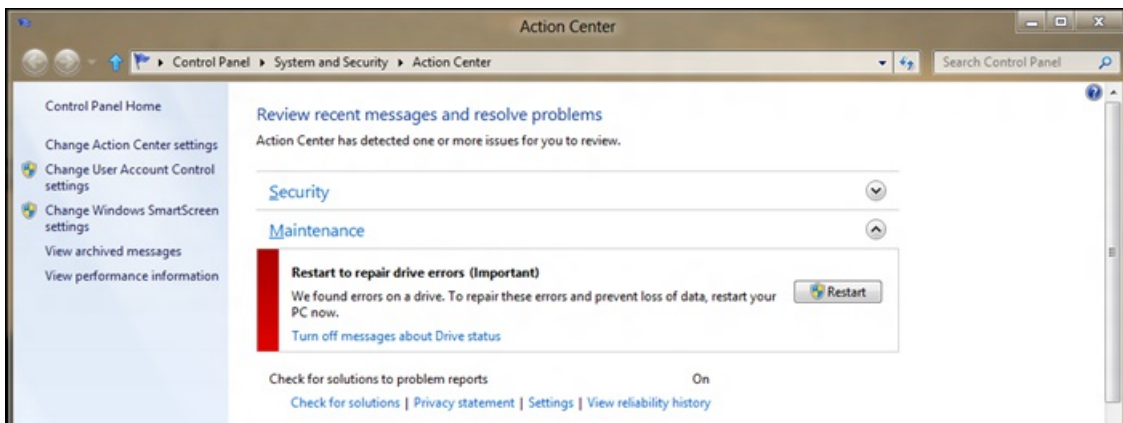 Action Center
Control Panel ▸ System and Security ▸ Action Center
Search Control Panel
Control Panel Home
Change Action Center settings
Change User Account Control
settings
Change Windows SmartScreen
settings
View archived messages
View performance information
Review recent messages and resolve problems
Action Center has detected one or more issues for you to review.
Security
Maintenance
Restart to repair drive errors (Important)
We found errors on a drive. To repair these errors and prevent loss of data, restart your
PC now.
Restart
Turn off messages about Drive status
Check for solutions to problem reports On
Check for solutions | Privacy statement | Settings | View reliability history